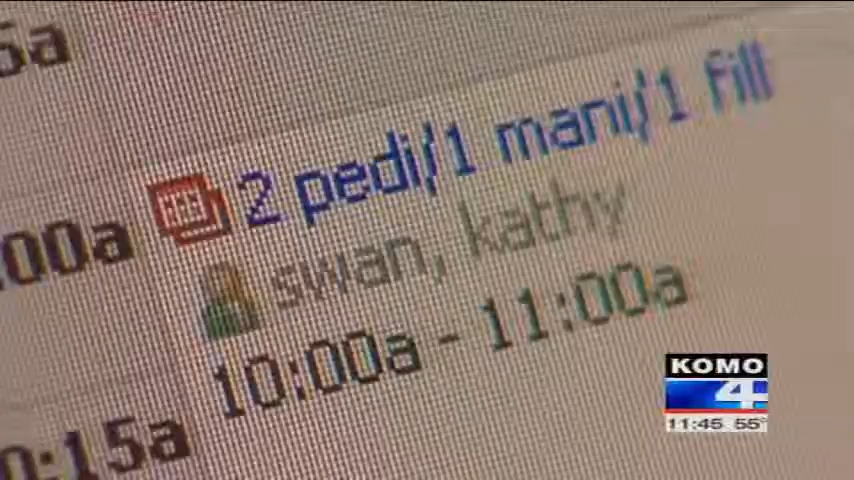 5a
2 pedi/1 mani/1 fill
:00a
swan, kathy
10:00a - 11:00a
0:15a
KOMO
4
11:45 55°